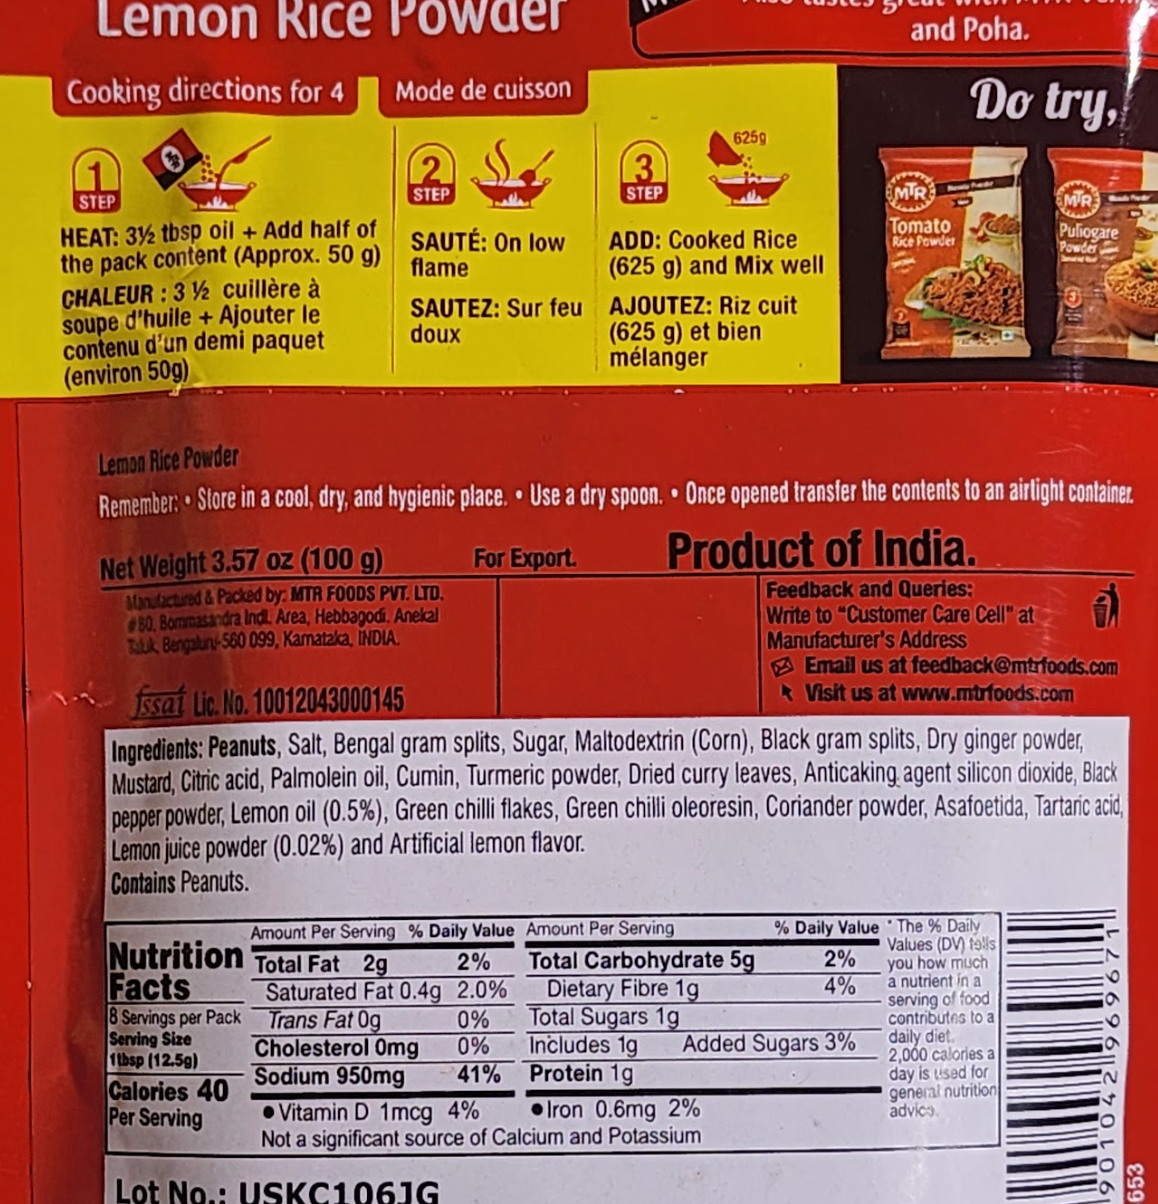 Lemon Rice Powder
and Poha.
Cooking directions for 4
Mode de cuisson
Do try,
1
STEP
HEAT: 3½ tbsp oil + Add half of
the pack content (Approx. 50 g)
CHALEUR : 3 ½ cuillère à
soupe d'huile + Ajouter le
contenu d'un demi paquet
(environ 50g)
2
STEP
SAUTÉ: On low
flame
SAUTEZ: Sur feu
doux
3
STEP
625g
ADD: Cooked Rice
(625 g) and Mix well
AJOUTEZ: Riz cuit
(625 g) et bien
mélanger
MTR
Tomato
Rice Powder
MTR
Puliogare
Powder
Lemon Rice Powder
Remember: • Store in a cool, dry, and hygienic place. • Use a dry spoon. • Once opened transfer the contents to an airtight container.
Net Weight 3.57 oz (100 g)
For Export.
Product of India.
Manufactured & Packed by: MTR FOODS PVT. LTD.
#80, Bommasandra Indl. Area, Hebbagodi, Anekal
Taluk, Bengaluru-560 099, Karnataka, INDIA.
fssai Lic. No. 10012043000145
Feedback and Queries:
Write to "Customer Care Cell" at
Manufacturer's Address
Email us at feedback@mtrfoods.com
Visit us at www.mtrfoods.com
Ingredients: Peanuts, Salt, Bengal gram splits, Sugar, Maltodextrin (Corn), Black gram splits, Dry ginger powder,
Mustard, Citric acid, Palmolein oil, Cumin, Turmeric powder, Dried curry leaves, Anticaking agent silicon dioxide, Black
pepper powder, Lemon oil (0.5%), Green chilli flakes, Green chilli oleoresin, Coriander powder, Asafoetida, Tartaric acid,
Lemon juice powder (0.02%) and Artificial lemon flavor.
Contains Peanuts.
Nutrition
Facts
8 Servings per Pack
Serving Size
1tbsp (12.5g)
Calories 40
Per Serving
Amount Per Serving % Daily Value
Total Fat 2g 2%
Saturated Fat 0.4g 2.0%
Trans Fat 0g 0%
Cholesterol 0mg 0%
Sodium 950mg 41%
Amount Per Serving % Daily Value
Total Carbohydrate 5g 2%
Dietary Fibre 1g 4%
Total Sugars 1g
Includes 1g Added Sugars 3%
Protein 1g
• Vitamin D 1mcg 4% • Iron 0.6mg 2%
Not a significant source of Calcium and Potassium
* The % Daily
Values (DV) tells
you how much
a nutrient in a
serving of food
contributes to a
daily diet.
2,000 calories a
day is used for
general nutrition
advice.
8901042969671
653
Lot No.: USKC106JG